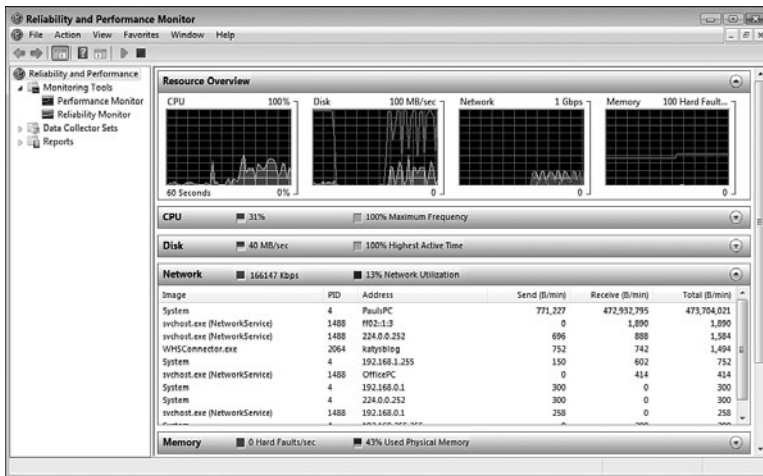 Reliability and Performance Monitor
File Action View Favorites Window Help
Reliability and Performance
Monitoring Tools
Performance Monitor
Reliability Monitor
Data Collector Sets
Reports
Resource Overview
CPU 100%
60 Seconds 0%
Disk 100 MB/sec
0
Network 1 Gbps
0
Memory 100 Hard Fault...
0
CPU 31% 100% Maximum Frequency
Disk 40 MB/sec 100% Highest Active Time
Network 166147 Kbps 13% Network Utilization
Image PID Address Send (B/min) Receive (B/min) Total (B/min)
System 4 PaulsPC 771,227 472,932,795 473,704,021
svchost.exe (NetworkService) 1488 ff02::1:3 0 1,890 1,890
svchost.exe (NetworkService) 1488 224.0.0.252 696 888 1,584
WHSConnector.exe 2064 katysblog 752 742 1,494
System 4 192.168.1.255 150 602 752
svchost.exe (NetworkService) 1488 OfficePC 0 414 414
System 4 192.168.0.1 300 0 300
System 4 224.0.0.252 300 0 300
svchost.exe (NetworkService) 1488 192.168.0.1 258 0 258
Memory 0 Hard Faults/sec 43% Used Physical Memory